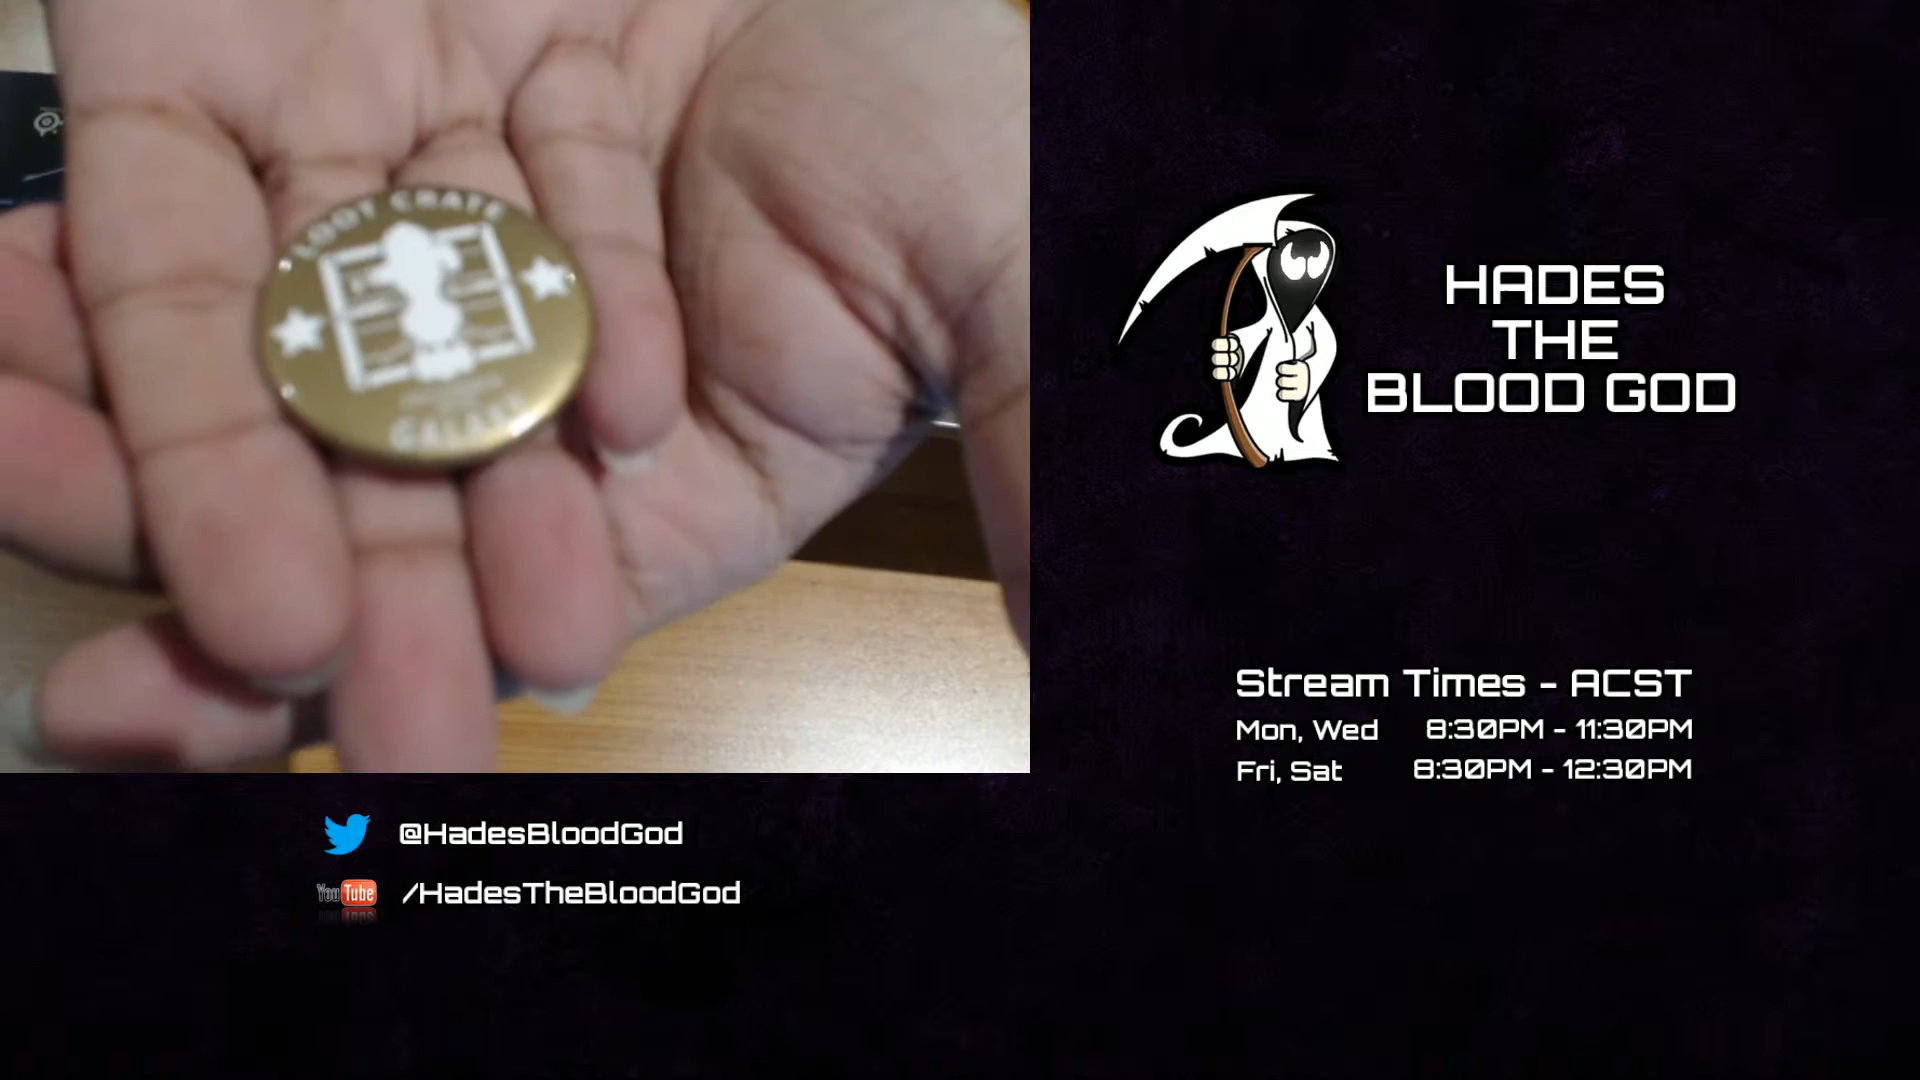 LOOT CRATE
GALAXY
HADES
THE
BLOOD GOD
Stream Times - ACST
Mon, Wed 8:30PM - 11:30PM
Fri, Sat 8:30PM - 12:30PM
@HadesBloodGod
YouTube /HadesTheBloodGod